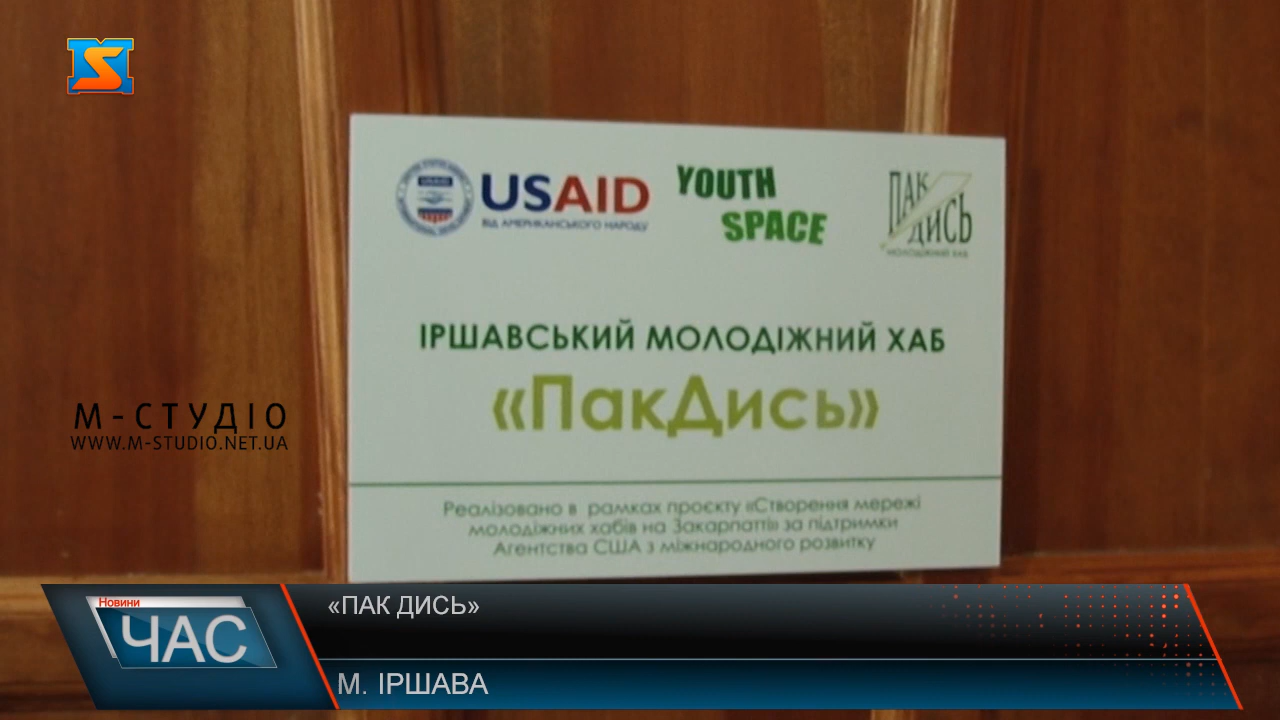 USAID
ВІД АМЕРИКАНСЬКОГО НАРОДУ
YOUTH
SPACE
ПАК
ДИСЬ
МОЛОДІЖНИЙ ХАБ
ІРШАВСЬКИЙ МОЛОДІЖНИЙ ХАБ
«ПакДись»
Реалізовано в рамках проєкту «Створення мережі
молодіжних хабів на Закарпатті» за підтримки
Агентства США з міжнародного розвитку
М-СТУДІО
WWW.M-STUDIO.NET.UA
Новини
ЧАС
«ПАК ДИСЬ»
М. ІРШАВА